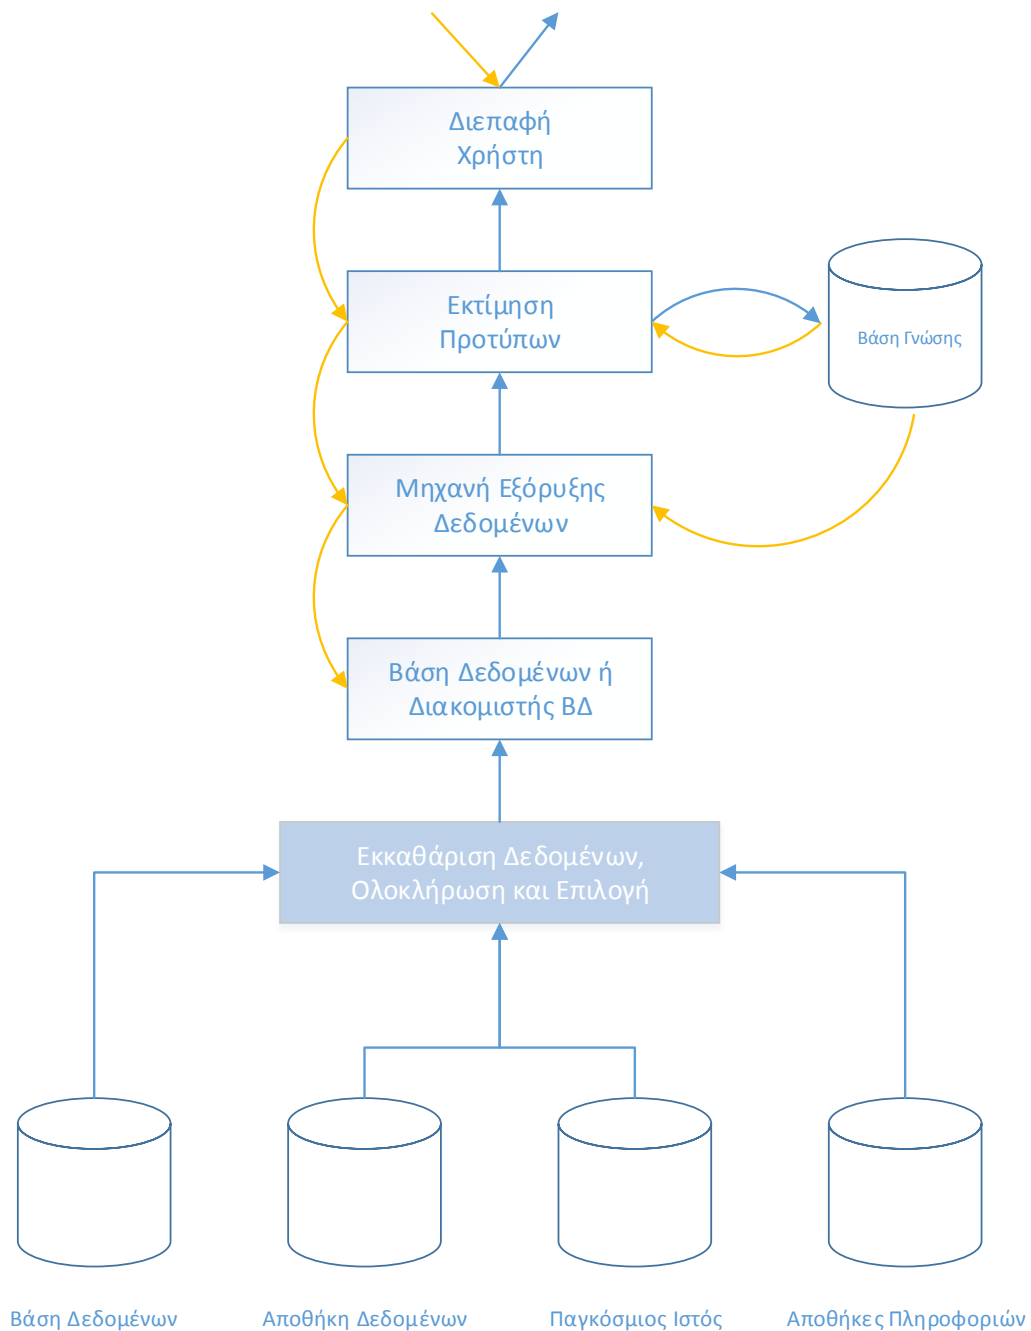 Διεπαφή
Χρήστη
Εκτίμηση
Προτύπων
Βάση Γνώσης
Μηχανή Εξόρυξης
Δεδομένων
Βάση Δεδομένων ή
Διακομιστής ΒΔ
Εκκαθάριση Δεδομένων,
Ολοκλήρωση και Επιλογή
Βάση Δεδομένων
Αποθήκη Δεδομένων
Παγκόσμιος Ιστός
Αποθήκες Πληροφοριών